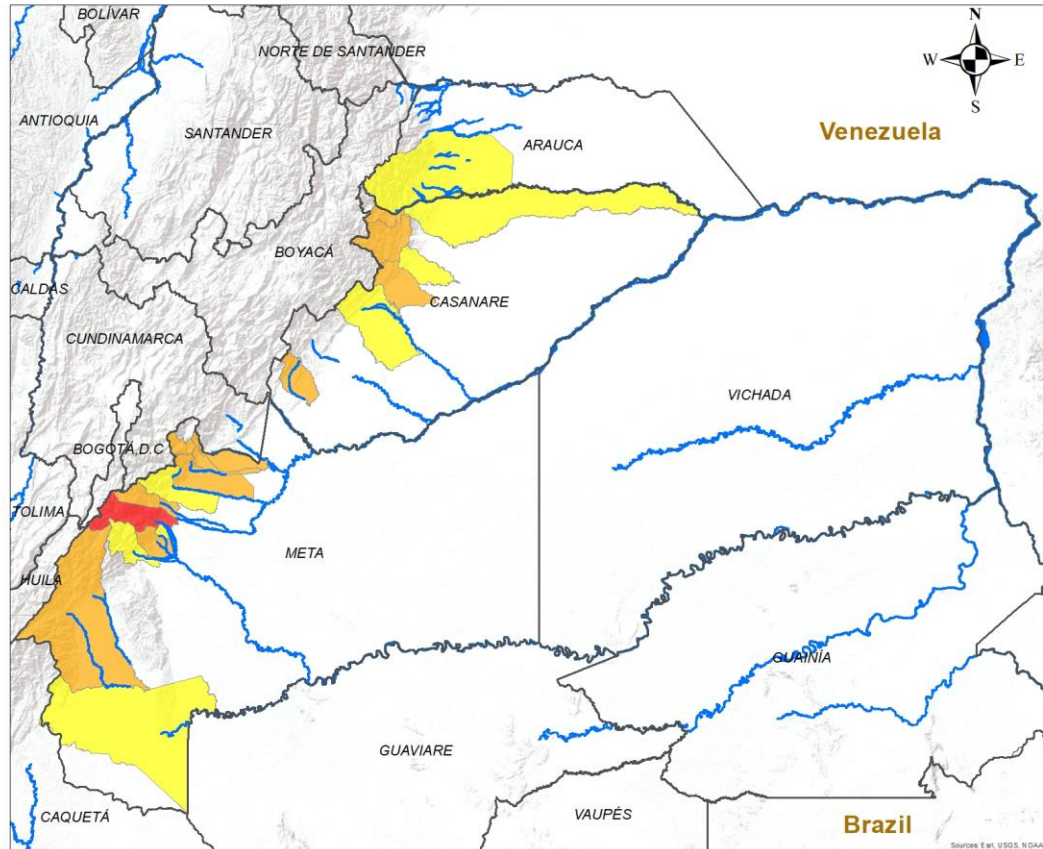 BOLÍVAR
N
NORTE DE SANTANDER
W
E
S
ANTIOQUIA
SANTANDER
ARAUCA
Venezuela
BOYACÁ
CALDAS
CASANARE
CUNDINAMARCA
VICHADA
BOGOTÁ,D.C
TOLIMA
META
HUILA
GUAINÍA
GUAVIARE
CAQUETÁ
VAUPÉS
Brazil
Sources: Esri, USGS, NOAA